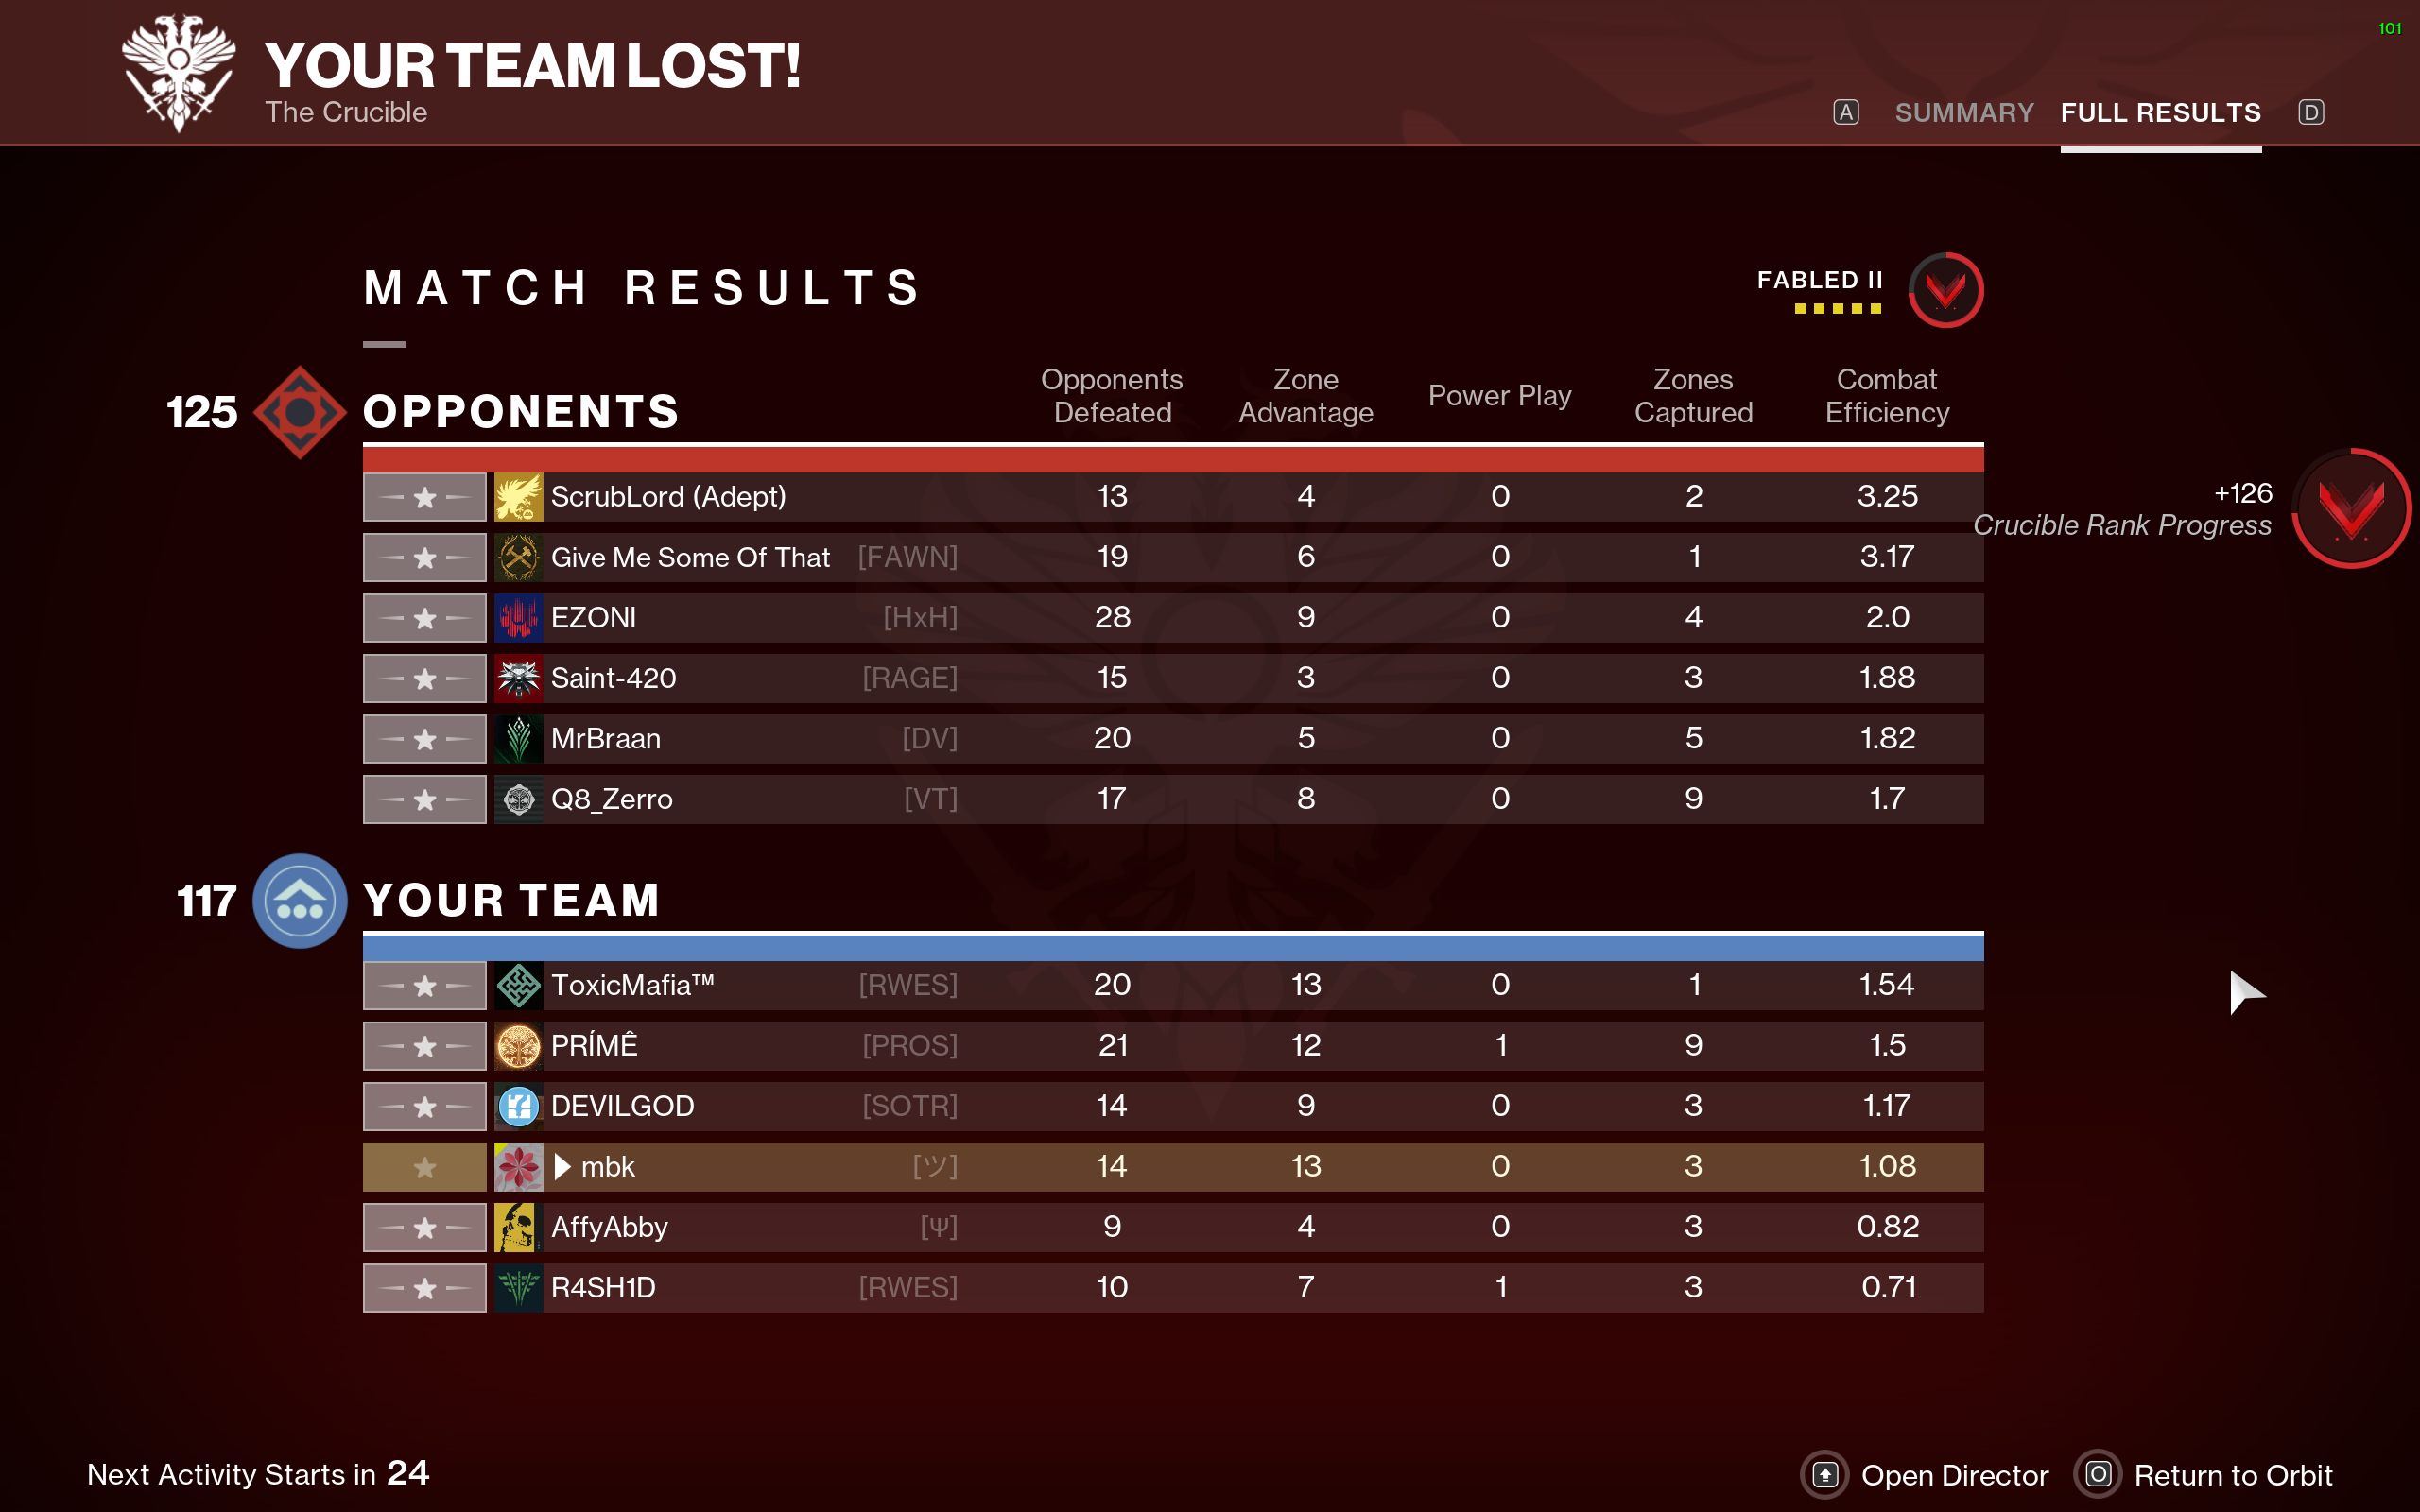 101
YOUR TEAM LOST!
The Crucible
A SUMMARY FULL RESULTS D
MATCH RESULTS
FABLED II
Opponents Defeated Zone Advantage Power Play Zones Captured Combat Efficiency
125 OPPONENTS
ScrubLord (Adept) 13 4 0 2 3.25
Give Me Some Of That [FAWN] 19 6 0 1 3.17
EZONI [HxH] 28 9 0 4 2.0
Saint-420 [RAGE] 15 3 0 3 1.88
MrBraan [DV] 20 5 0 5 1.82
Q8_Zerro [VT] 17 8 0 9 1.7
+126
Crucible Rank Progress
117 YOUR TEAM
ToxicMafia™ [RWES] 20 13 0 1 1.54
PRÍMÊ [PROS] 21 12 1 9 1.5
DEVILGOD [SOTR] 14 9 0 3 1.17
mbk [ツ] 14 13 0 3 1.08
AffyAbby [Ψ] 9 4 0 3 0.82
R4SH1D [RWES] 10 7 1 3 0.71
Next Activity Starts in 24
Open Director O Return to Orbit